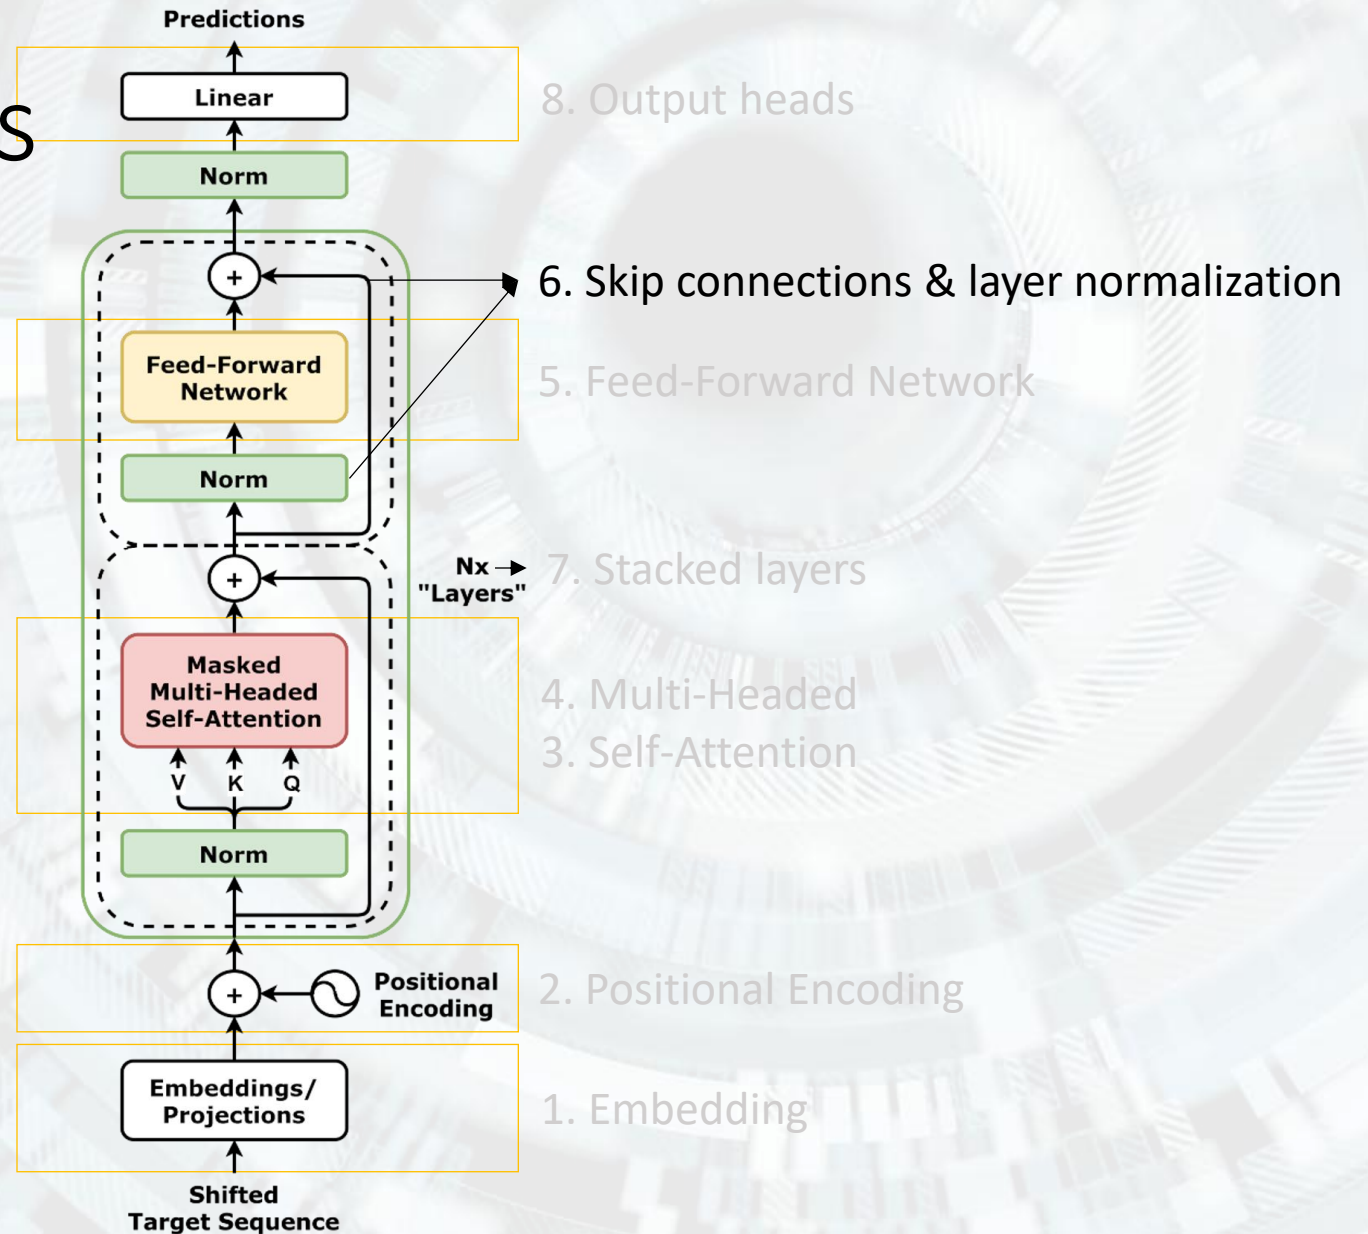 Predictions
Linear
8. Output heads
s
Norm
+
6. Skip connections & layer normalization
Feed-Forward
Network
5. Feed-Forward Network
Norm
+
Nx
"Layers"
7. Stacked layers
Masked
Multi-Headed
Self-Attention
4. Multi-Headed
3. Self-Attention
V K Q
Norm
+
Positional
Encoding
2. Positional Encoding
Embeddings/
Projections
1. Embedding
Shifted
Target Sequence